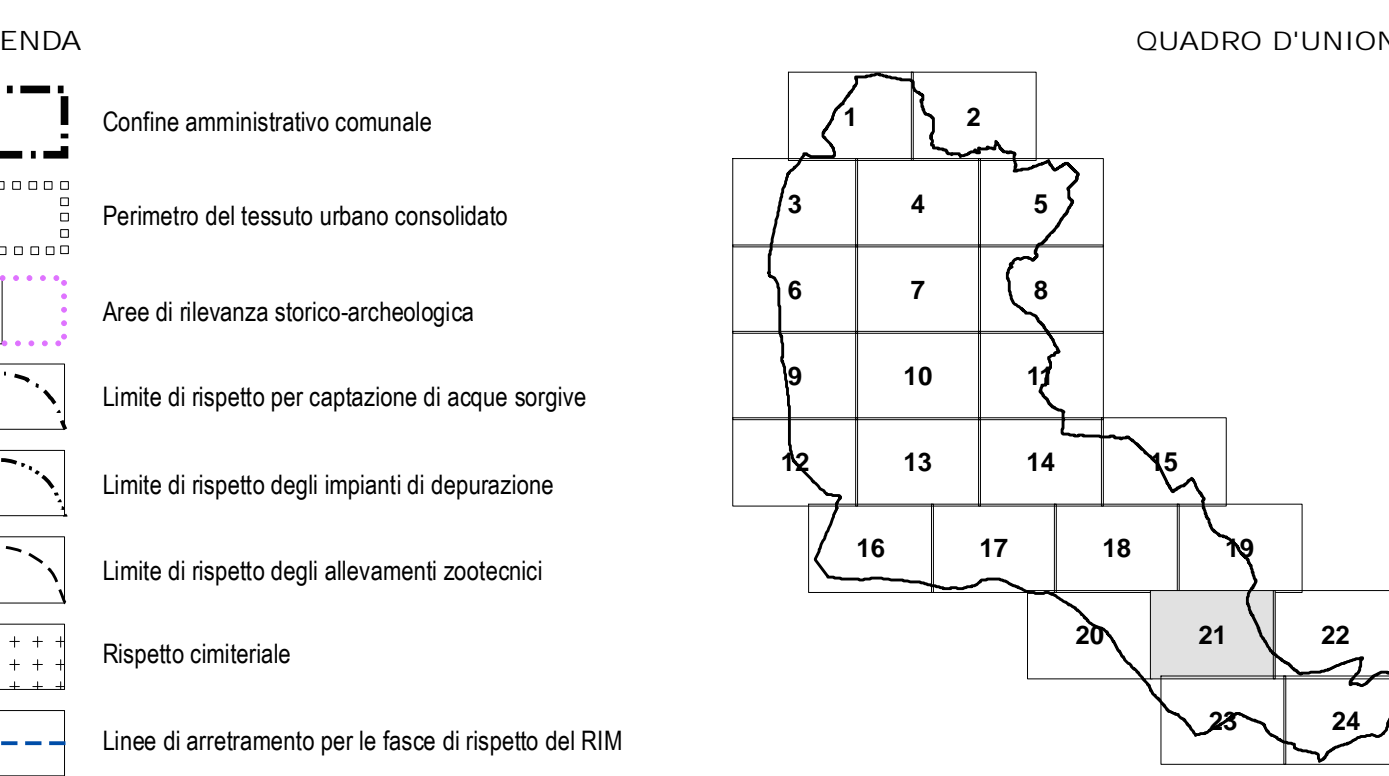 ENDA
Confine amministrativo comunale
Perimetro del tessuto urbano consolidato
Aree di rilevanza storico-archeologica
Limite di rispetto per captazione di acque sorgive
Limite di rispetto degli impianti di depurazione
Limite di rispetto degli allevamenti zootecnici
Rispetto cimiteriale
Linee di arretramento per le fasce di rispetto del RIM
QUADRO D'UNION
1 2
3 4 5
6 7 8
9 10 11
12 13 14 15
16 17 18 19
20 21 22
23 24